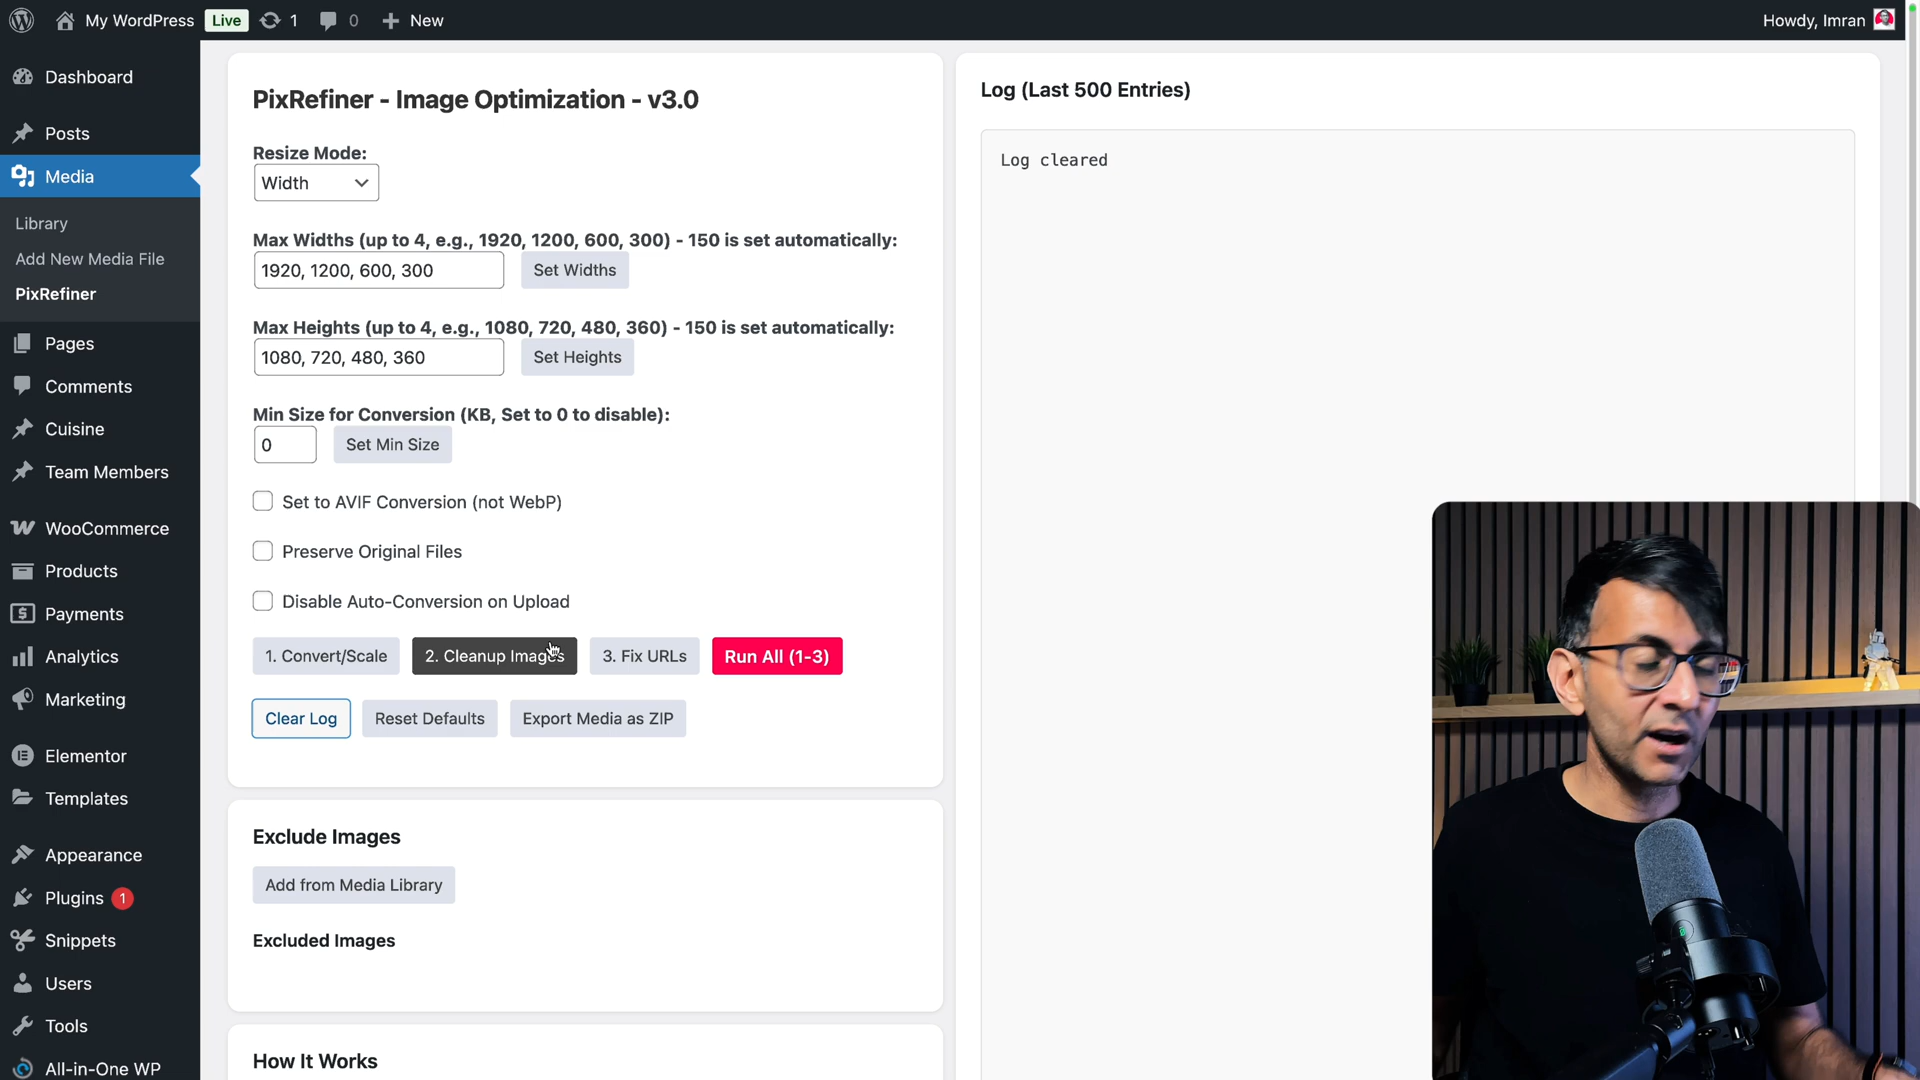 My WordPress Live 1 0 New
Howdy, Imran
Dashboard
Posts
Media
Library
Add New Media File
PixRefiner
Pages
Comments
Cuisine
Team Members
WooCommerce
Products
Payments
Analytics
Marketing
Elementor
Templates
Appearance
Plugins 1
Snippets
Users
Tools
All-in-One WP
PixRefiner - Image Optimization - v3.0
Resize Mode:
Width
Max Widths (up to 4, e.g., 1920, 1200, 600, 300) - 150 is set automatically:
1920, 1200, 600, 300 Set Widths
Max Heights (up to 4, e.g., 1080, 720, 480, 360) - 150 is set automatically:
1080, 720, 480, 360 Set Heights
Min Size for Conversion (KB, Set to 0 to disable):
0 Set Min Size
Set to AVIF Conversion (not WebP)
Preserve Original Files
Disable Auto-Conversion on Upload
1. Convert/Scale 2. Cleanup Images 3. Fix URLs Run All (1-3)
Clear Log Reset Defaults Export Media as ZIP
Exclude Images
Add from Media Library
Excluded Images
How It Works
Log (Last 500 Entries)
Log cleared